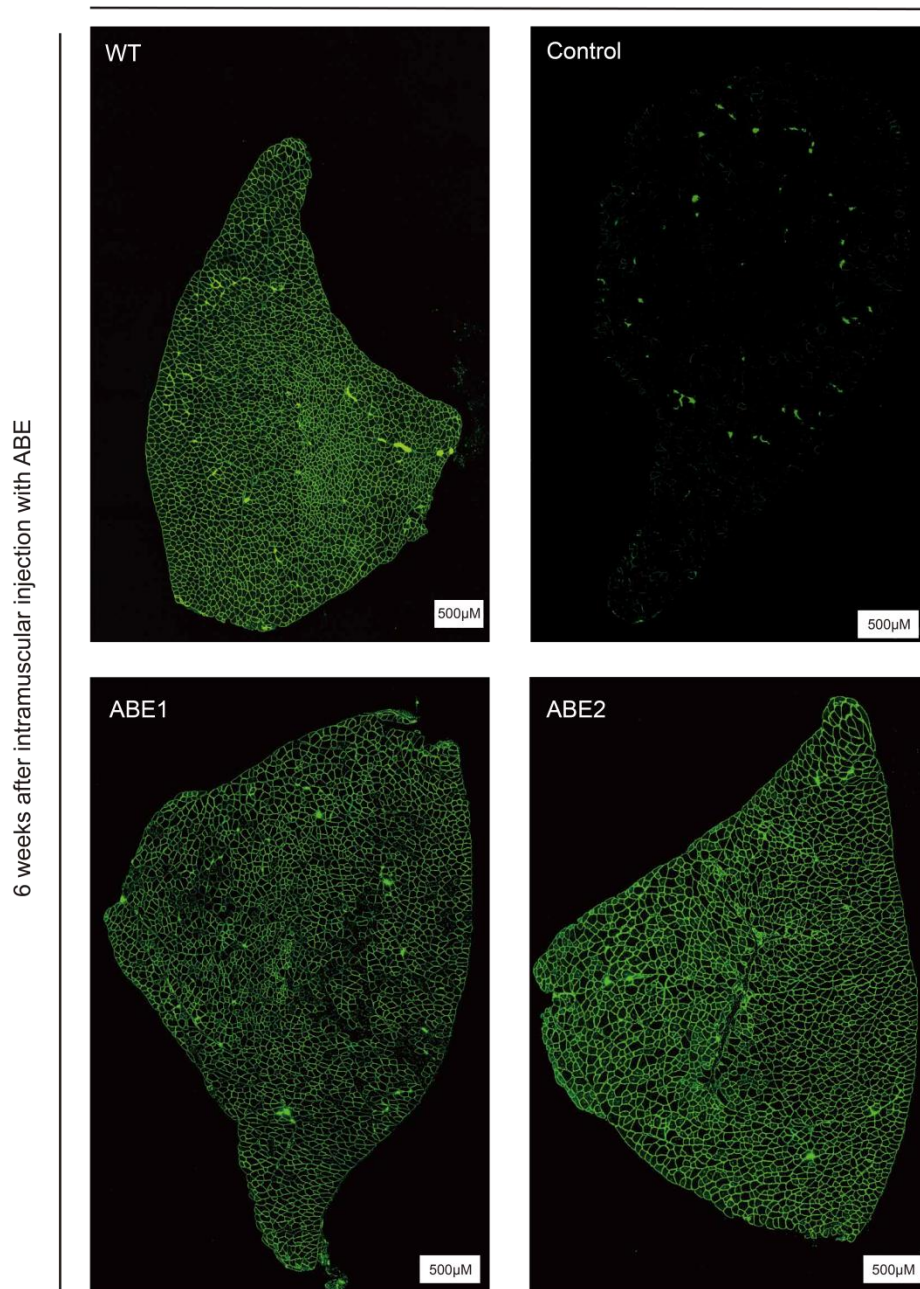 6 weeks after intramuscular injection with ABE
WT
500µM
Control
500µM
ABE1
500µM
ABE2
500µM